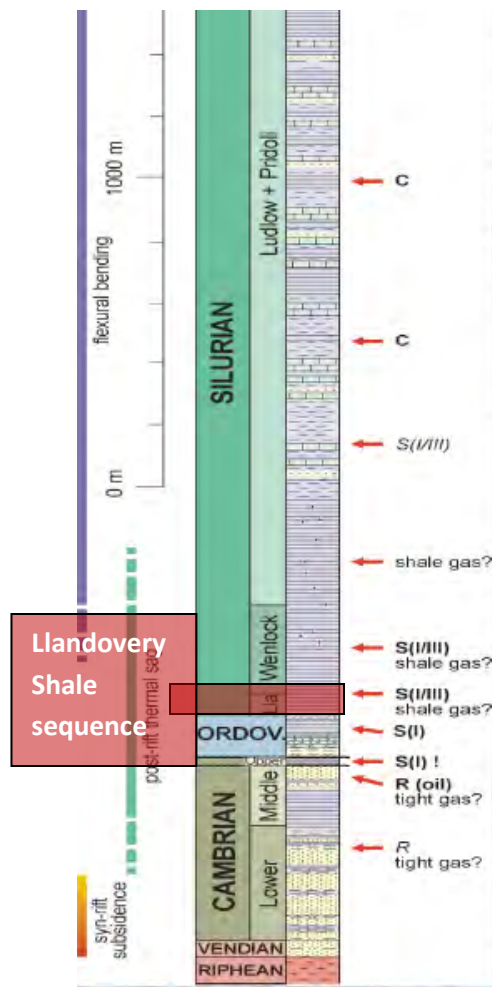 flexural bending
1000 m
0 m
SILURIAN
Ludlow + Pridoli
C
C
S(I/III)
shale gas?
Wenlock
S(I/III)
shale gas?
Llandovery
Shale
sequence
post-rift thermal sag
Lla
S(I/III)
shale gas?
ORDOV.
S(I)
Upper
S(I) !
CAMBRIAN
Middle
R (oil)
tight gas?
Lower
R
tight gas?
syn-rift
subsidence
VENDIAN
RIPHEAN